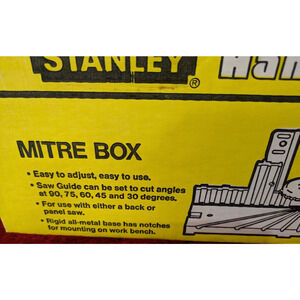 STANLEY®
MITRE BOX
• Easy to adjust, easy to use.
• Saw Guide can be set to cut angles
at 90, 75, 60, 45 and 30 degrees.
• For use with either a back or
panel saw.
• Rigid all-metal base has notches
for mounting on work bench.